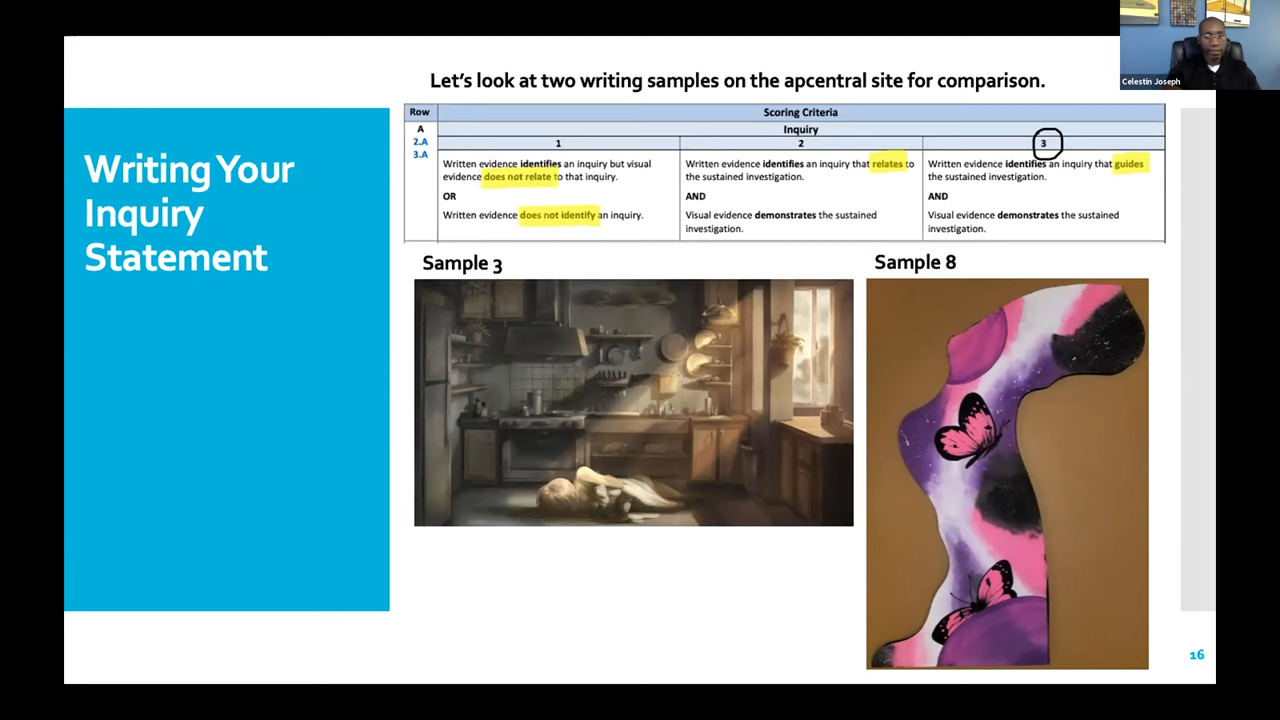 Celestin Joseph
Let's look at two writing samples on the apcentral site for comparison.
Writing Your
Inquiry
Statement
Row
Scoring Criteria
A
2.A
3.A
Inquiry
1
2
3
Written evidence identifies an inquiry but visual
evidence does not relate to that inquiry.
OR
Written evidence does not identify an inquiry.
Written evidence identifies an inquiry that relates to
the sustained investigation.
AND
Visual evidence demonstrates the sustained
investigation.
Written evidence identifies an inquiry that guides
the sustained investigation.
AND
Visual evidence demonstrates the sustained
investigation.
Sample 3
Sample 8
16